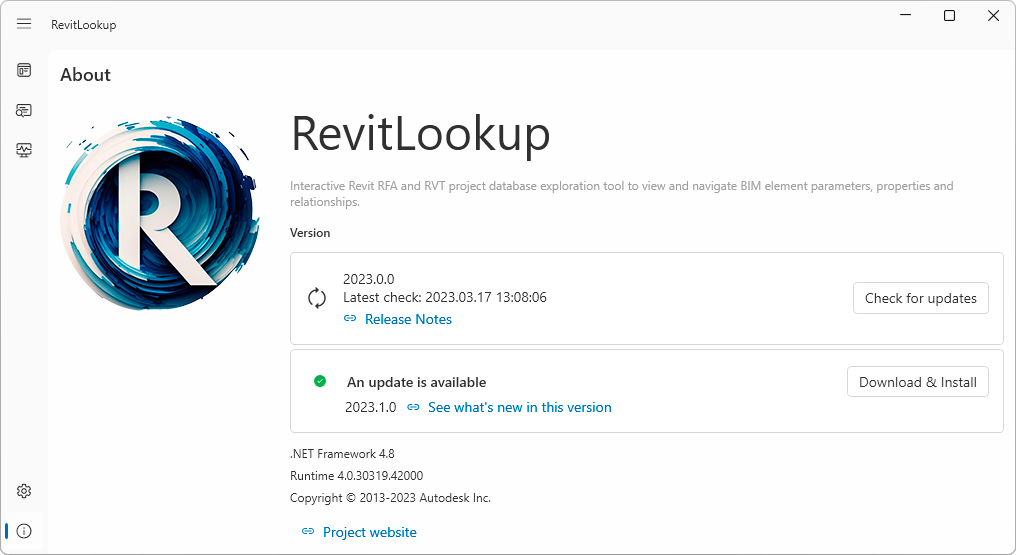 RevitLookup
About
R
RevitLookup
Interactive Revit RFA and RVT project database exploration tool to view and navigate BIM element parameters, properties and
relationships.
Version
2023.0.0
Latest check: 2023.03.17 13:08:06
Check for updates
Release Notes
An update is available
Download & Install
2023.1.0 See what's new in this version
.NET Framework 4.8
Runtime 4.0.30319.42000
Copyright © 2013-2023 Autodesk Inc.
Project website